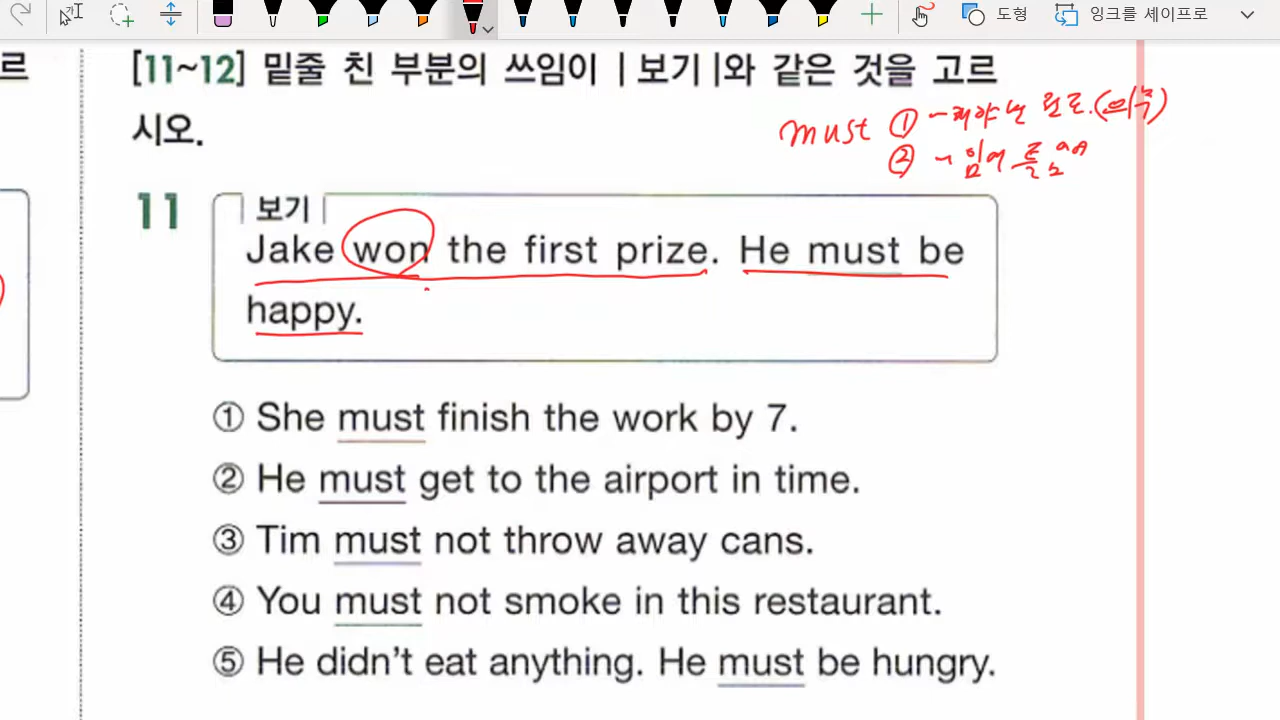 도형
잉크를 셰이프로
르
[11~12] 밑줄 친 부분의 쓰임이 |보기|와 같은 것을 고르
시오.
must ① ~해야만 한다.(의무)
② ~임에 틀림없
11
보기
Jake won the first prize. He must be
happy.
① She must finish the work by 7.
② He must get to the airport in time.
③ Tim must not throw away cans.
④ You must not smoke in this restaurant.
⑤ He didn't eat anything. He must be hungry.